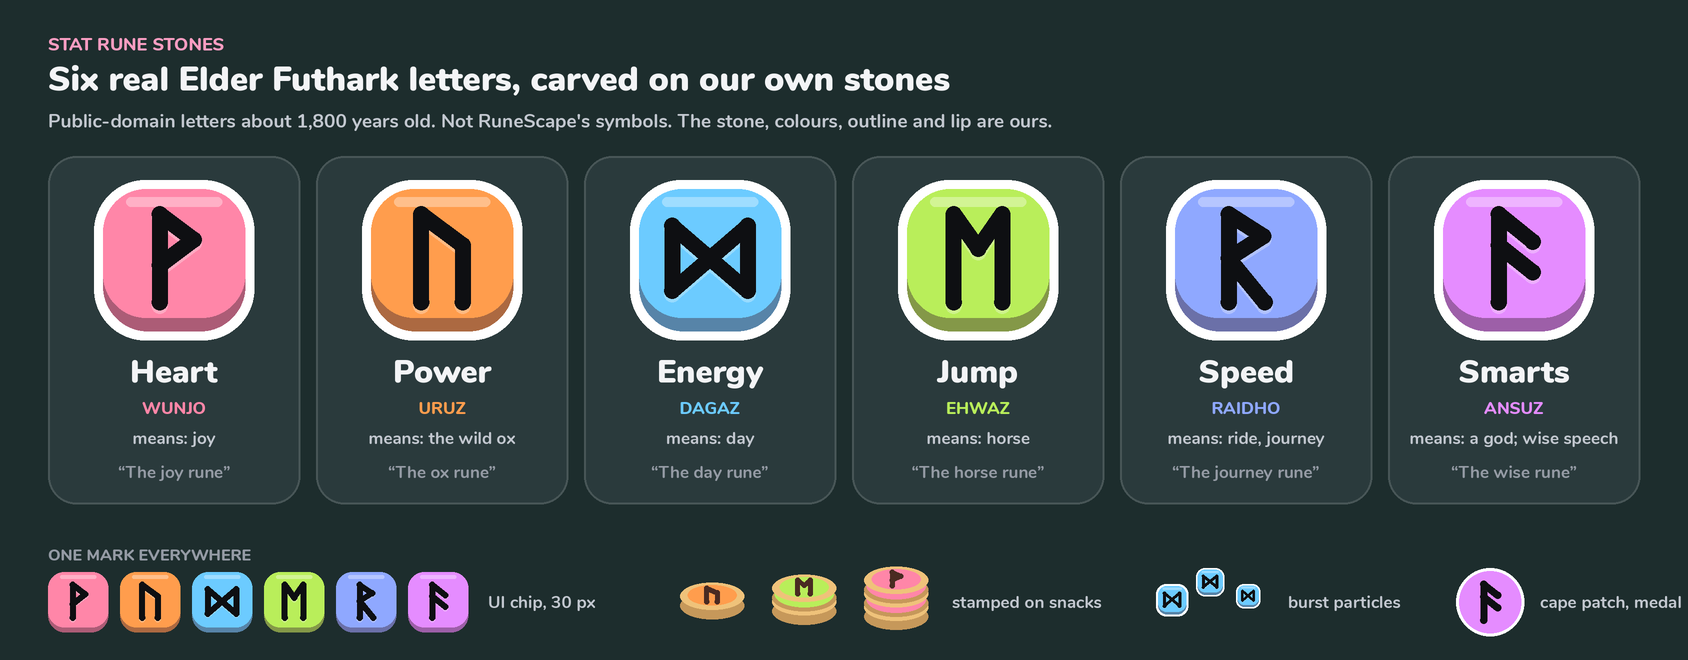 STAT RUNE STONES
Six real Elder Futhark letters, carved on our own stones
Public-domain letters about 1,800 years old. Not RuneScape's symbols. The stone, colours, outline and lip are ours.
ᚹ ᚢ ᛞ ᛖ ᚱ ᚨ
Heart Power Energy Jump Speed Smarts
WUNJO URUZ DAGAZ EHWAZ RAIDHO ANSUZ
means: joy means: the wild ox means: day means: horse means: ride, journey means: a god; wise speech
“The joy rune” “The ox rune” “The day rune” “The horse rune” “The journey rune” “The wise rune”
ONE MARK EVERYWHERE
ᚹ ᚢ ᛞ ᛖ ᚱ ᚨ UI chip, 30 px ᚢ ᛖ ᚹ stamped on snacks ᛞ ᛞ ᛞ burst particles ᚨ cape patch, medal